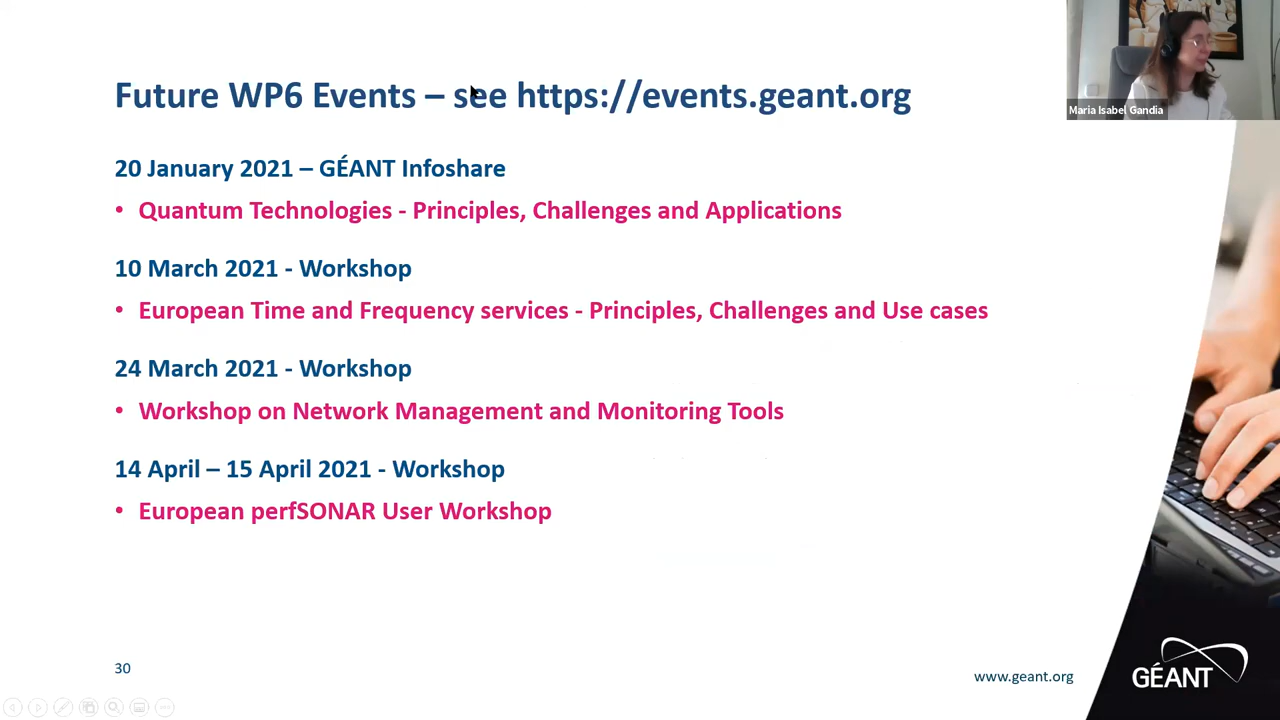 Future WP6 Events – see https://events.geant.org
Maria Isabel Gandia
20 January 2021 – GÉANT Infoshare
• Quantum Technologies - Principles, Challenges and Applications
10 March 2021 - Workshop
• European Time and Frequency services - Principles, Challenges and Use cases
24 March 2021 - Workshop
• Workshop on Network Management and Monitoring Tools
14 April – 15 April 2021 - Workshop
• European perfSONAR User Workshop
30
www.geant.org
GÉANT